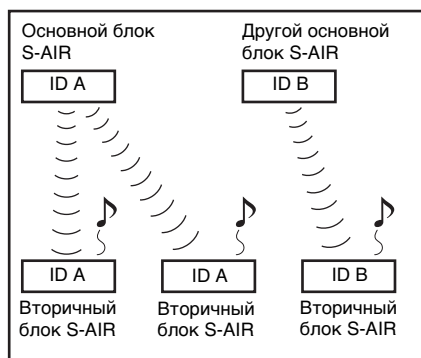 Основной блок
S-AIR
Другой основной
блок S-AIR
ID A
ID B
ID A
ID A
ID B
Вторичный
блок S-AIR
Вторичный
блок S-AIR
Вторичный
блок S-AIR